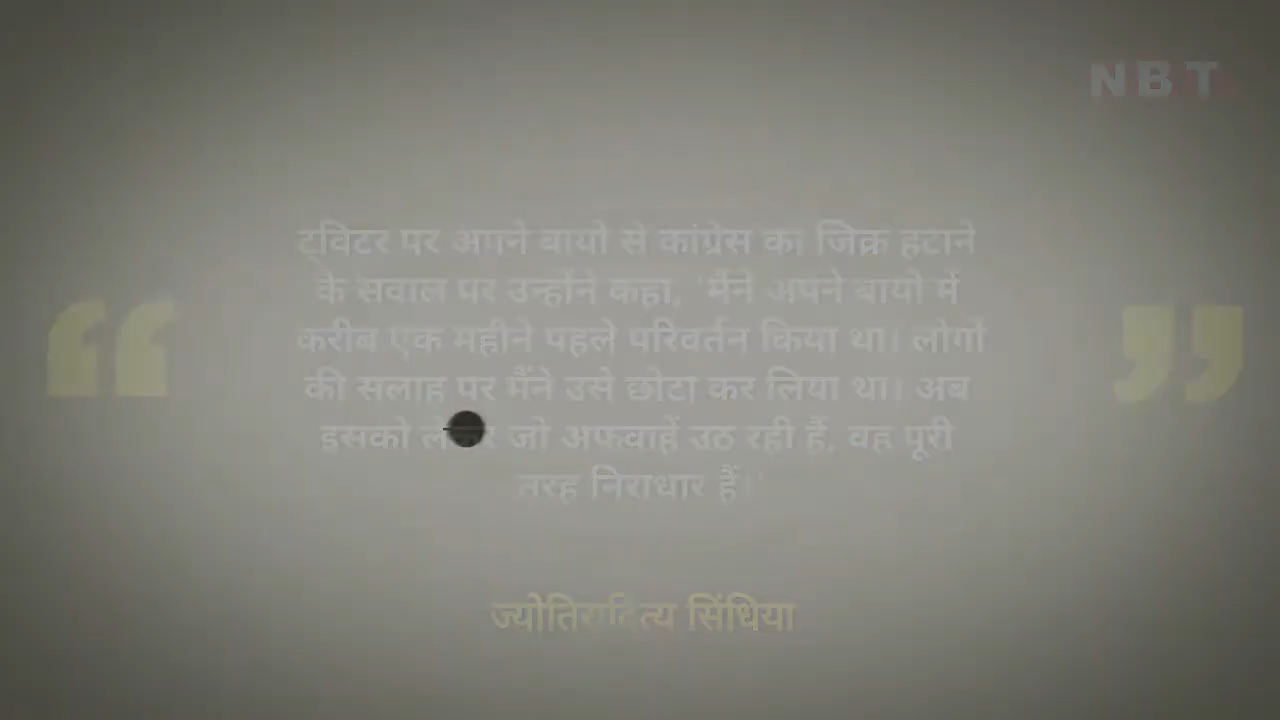 NBT
ट्विटर पर अपने बायो से कांग्रेस का जिक्र हटाने
के सवाल पर उन्होंने कहा, 'मैंने अपने बायो में
करीब एक महीने पहले परिवर्तन किया था। लोगों
की सलाह पर मैंने उसे छोटा कर लिया था। अब
इसको जो अफवाहें उठ रही हैं, वह पूरी
तरह निराधार हैं।'
ज्योतिरादित्य सिंधिया